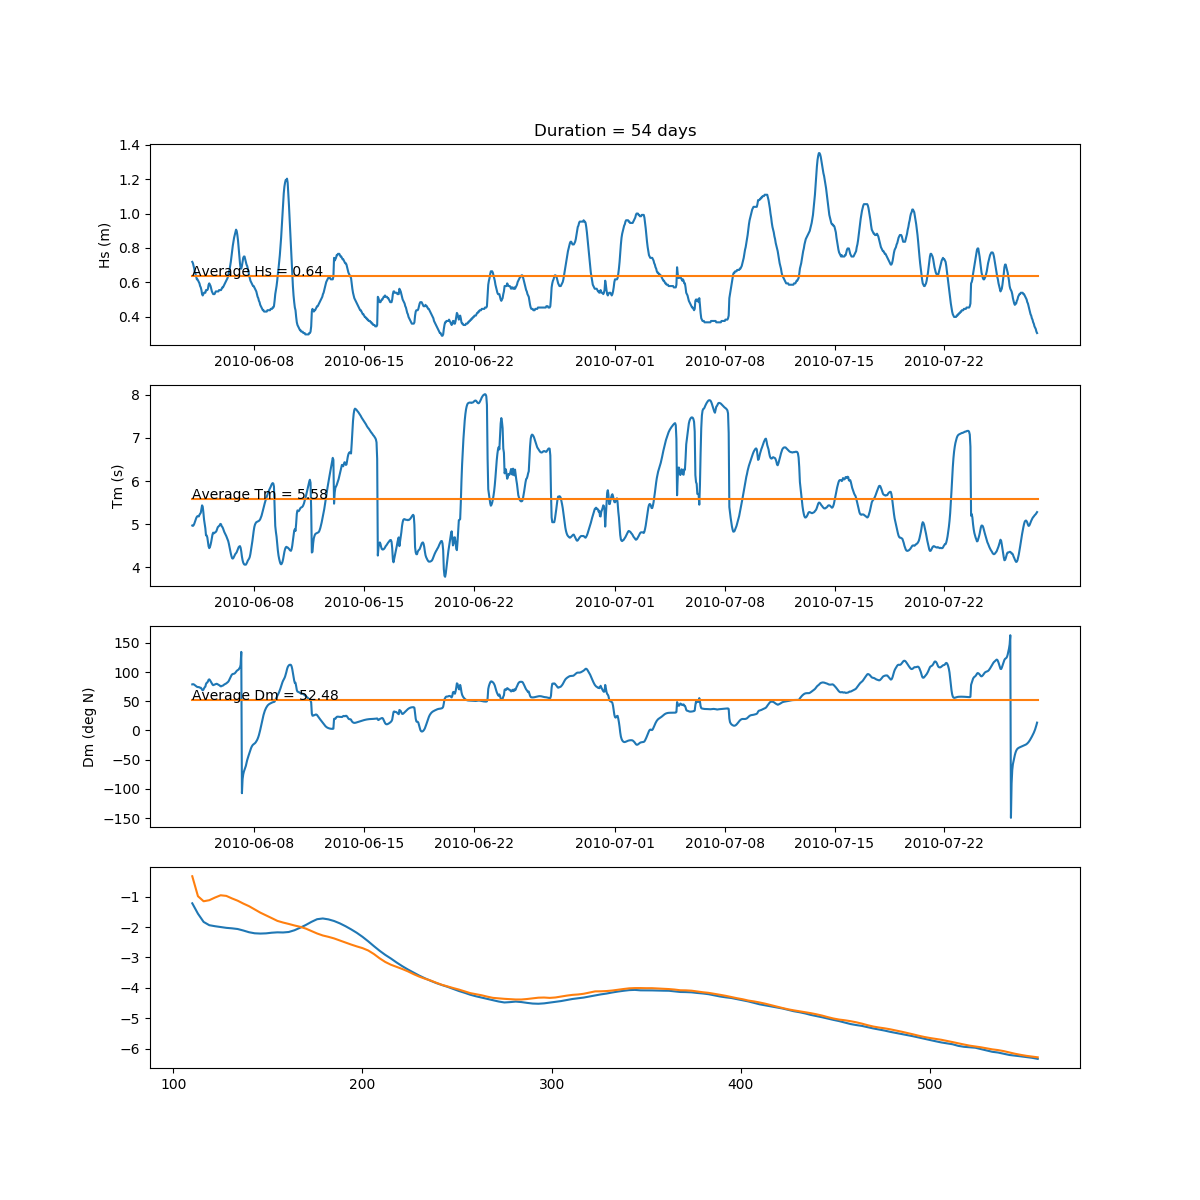 Duration = 54 days
1.4
1.2
1.0
0.8
0.6
0.4
Hs (m)
Average Hs = 0.64
2010-06-08 2010-06-15 2010-06-22 2010-07-01 2010-07-08 2010-07-15 2010-07-22
8
7
6
5
4
Tm (s)
Average Tm = 5.58
2010-06-08 2010-06-15 2010-06-22 2010-07-01 2010-07-08 2010-07-15 2010-07-22
150
100
50
0
−50
−100
−150
Dm (deg N)
Average Dm = 52.48
2010-06-08 2010-06-15 2010-06-22 2010-07-01 2010-07-08 2010-07-15 2010-07-22
−1
−2
−3
−4
−5
−6
100 200 300 400 500